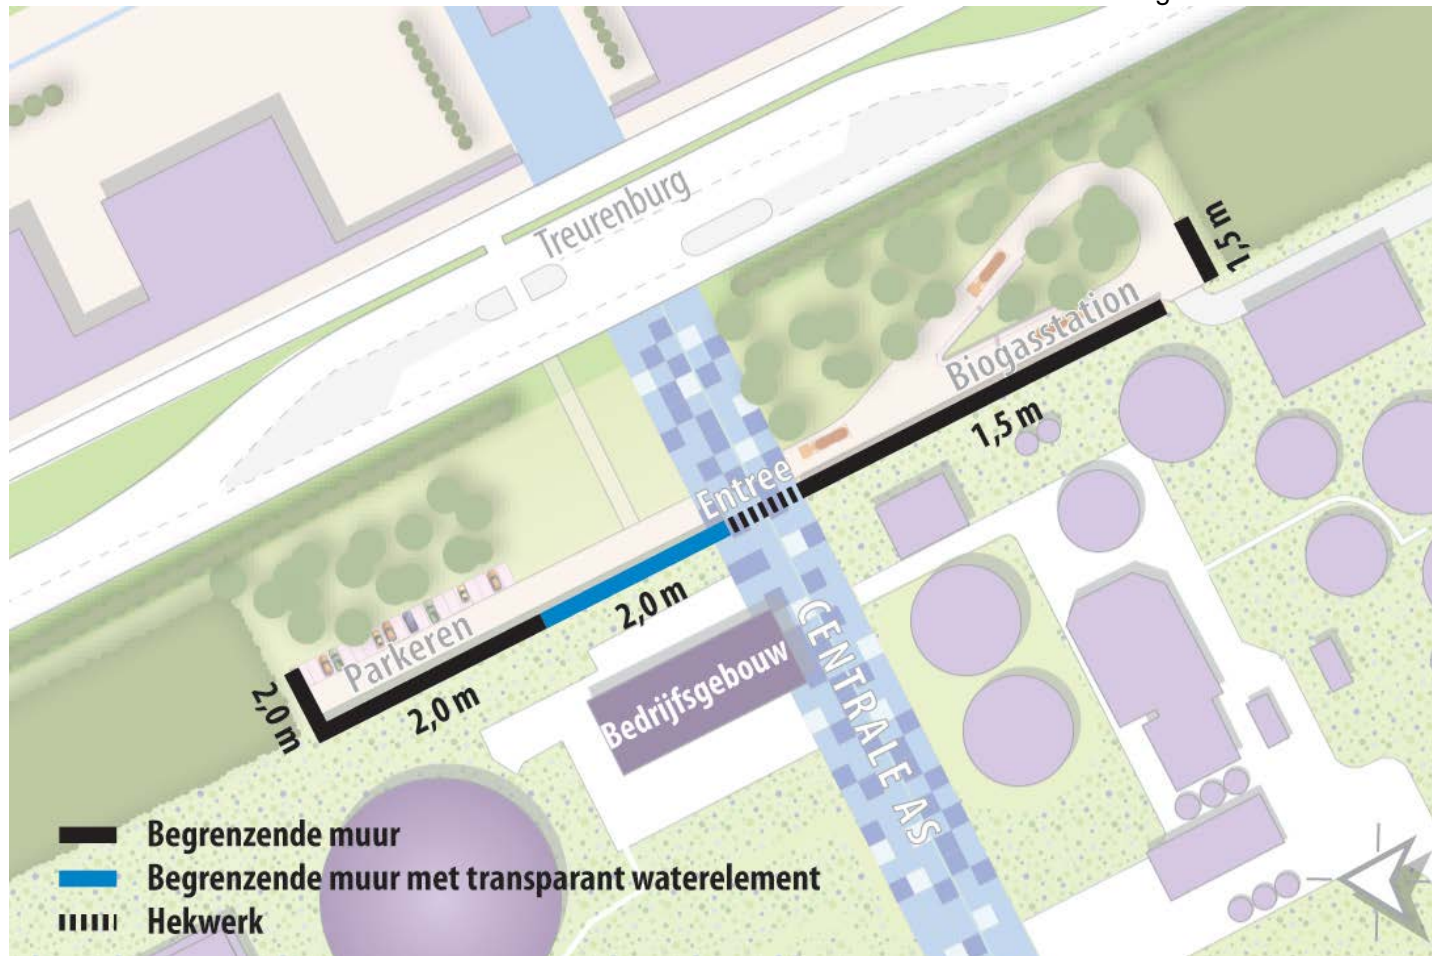 g
Treurenburg
1,5 m
Biogasstation
1,5 m
Entree
2,0 m
Parkeren
2,0 m
2,0 m
Bedrijfsgebouw
CENTRALE AS
Begrenzende muur
Begrenzende muur met transparant waterelement
Hekwerk